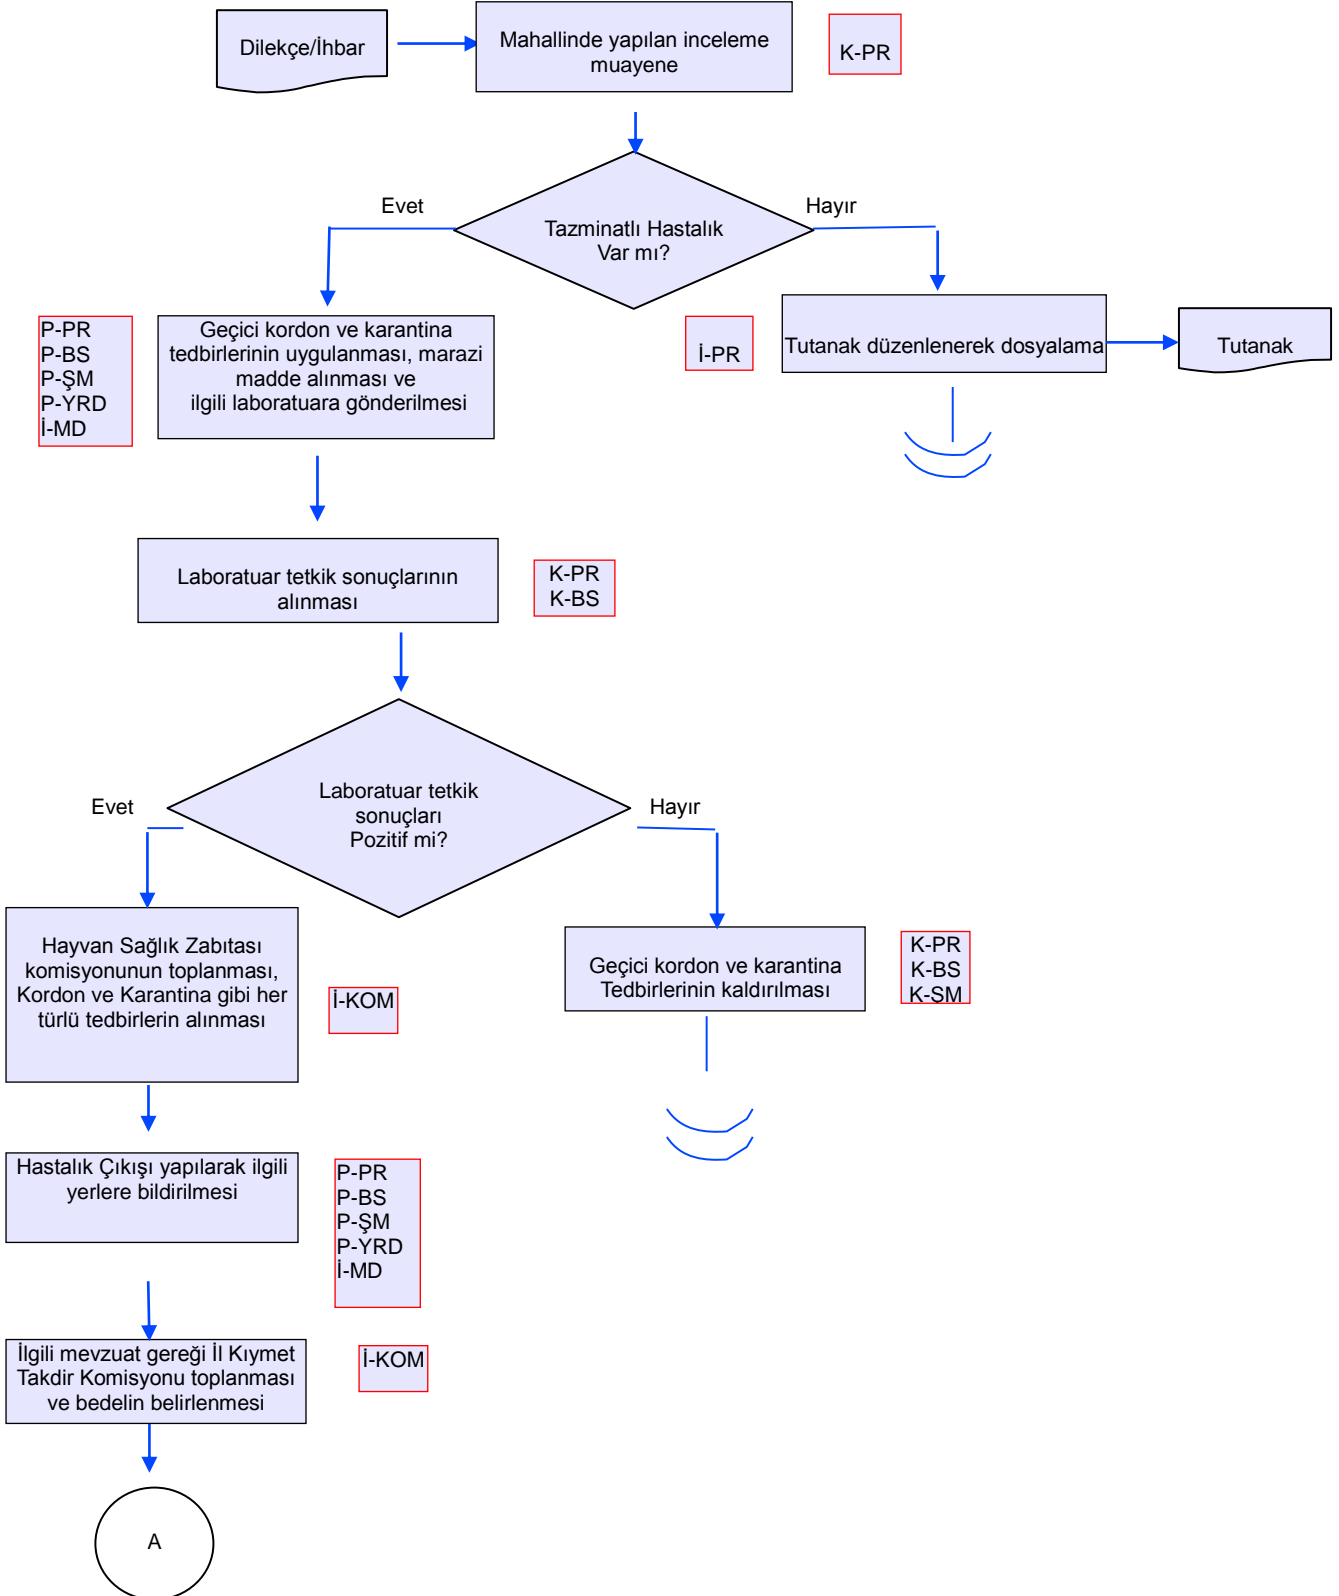 Dilekçe/İhbar
Mahallinde yapılan inceleme
muayene
K-PR
Evet
Hayır
Tazminatlı Hastalık
Var mı?
P-PR
P-BS
P-ŞM
P-YRD
İ-MD
Geçici kordon ve karantina
tedbirlerinin uygulanması, marazi
madde alınması ve
ilgili laboratuara gönderilmesi
İ-PR
Tutanak düzenlenerek dosyalama
Tutanak
Laboratuar tetkik sonuçlarının
alınması
K-PR
K-BS
Evet
Hayır
Laboratuar tetkik
sonuçları
Pozitif mi?
Hayvan Sağlık Zabıtası
komisyonunun toplanması,
Kordon ve Karantina gibi her
türlü tedbirlerin alınması
İ-KOM
Geçici kordon ve karantina
Tedbirlerinin kaldırılması
K-PR
K-BS
K-SM
Hastalık Çıkışı yapılarak ilgili
yerlere bildirilmesi
P-PR
P-BS
P-ŞM
P-YRD
İ-MD
İlgili mevzuat gereği İl Kıymet
Takdir Komisyonu toplanması
ve bedelin belirlenmesi
İ-KOM
A